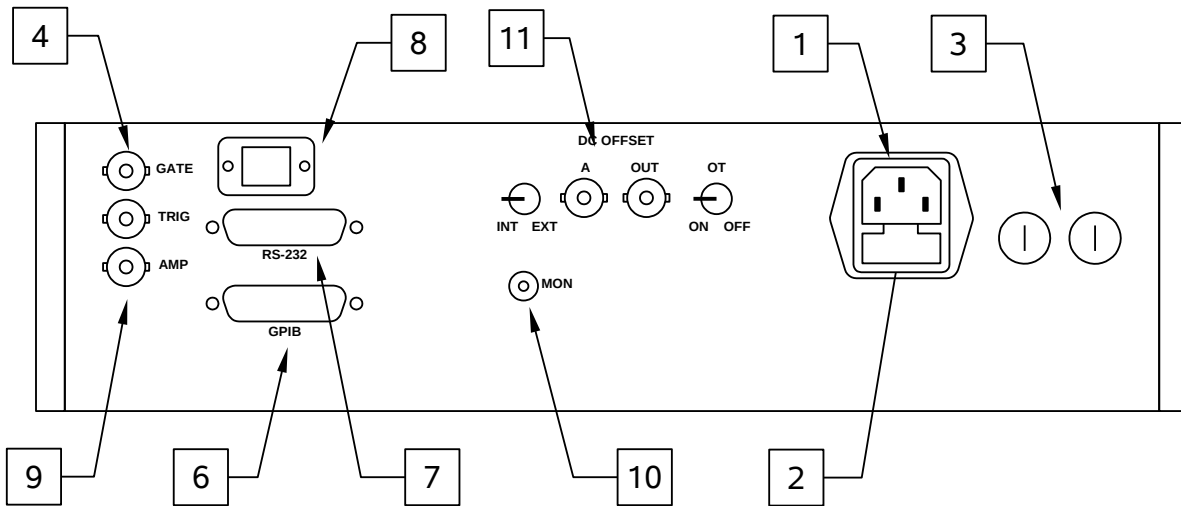 4
8
11
1
3
DC OFFSET
GATE
A
OUT
OT
TRIG
INT
EXT
ON
OFF
RS-232
AMP
MON
GPIB
9
6
7
10
2